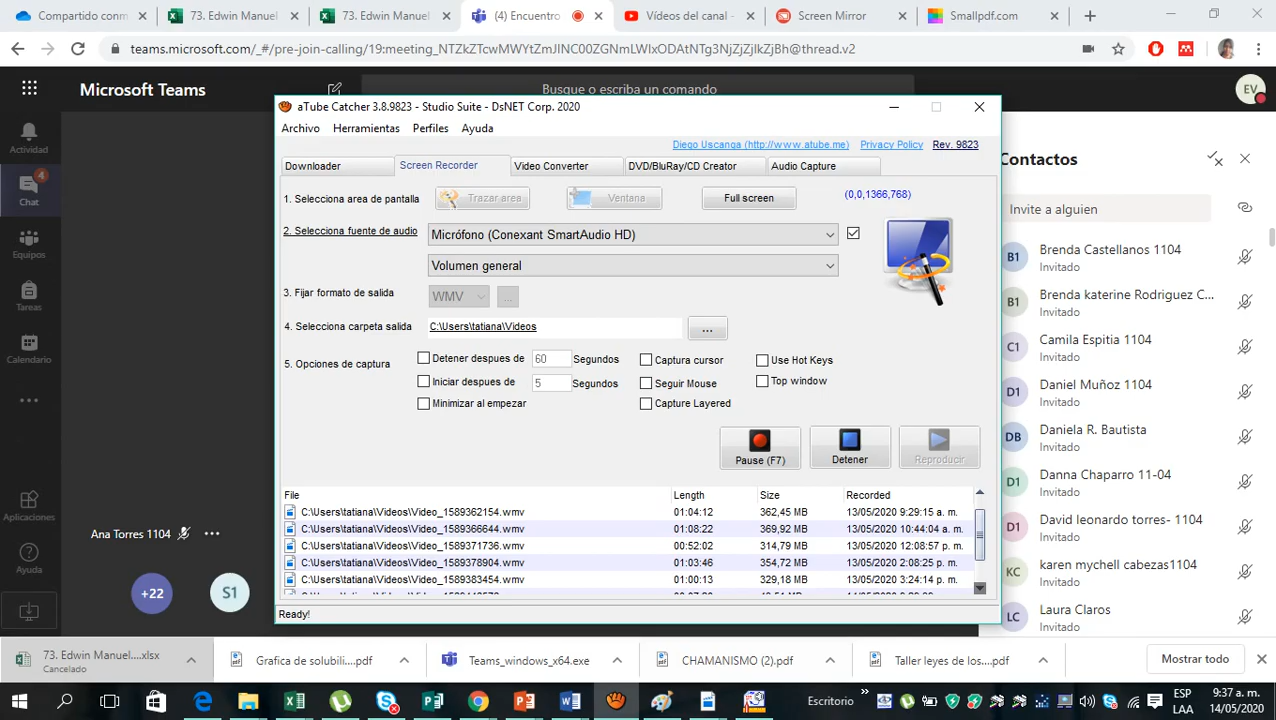 Compartido conm
73. Edwin Manuel
73. Edwin Manuel
(4) Encuentro
Vídeos del canal -
Screen Mirror
Smallpdf.com
teams.microsoft.com/_#/pre-join-calling/19:meeting_NTZkZTcwMWYtZmJlNC00ZGNmLWIxODAtNTg3NjZjZjlkZjBh@thread.v2
Microsoft Teams
Busque o escriba un comando
EV
Actividad
4
Chat
Equipos
Tareas
Calendario
Aplicaciones
Ayuda
Ana Torres 1104
+22
S1
aTube Catcher 3.8.9823 - Studio Suite - DsNET Corp. 2020
Archivo Herramientas Perfiles Ayuda
Diego Uscanga (http://www.atube.me) Privacy Policy Rev. 9823
Downloader Screen Recorder Video Converter DVD/BluRay/CD Creator Audio Capture
1. Selecciona area de pantalla Trazar area Ventana Full screen (0,0,1366,768)
2. Selecciona fuente de audio Micrófono (Conexant SmartAudio HD)
Volumen general
3. Fijar formato de salida WMV ...
4. Selecciona carpeta salida C:\Users\tatiana\Videos ...
5. Opciones de captura
Detener despues de 60 Segundos Captura cursor Use Hot Keys
Iniciar despues de 5 Segundos Seguir Mouse Top window
Minimizar al empezar Capture Layered
Pause (F7) Detener Reproducir
File Length Size Recorded
C:\Users\tatiana\Videos\Video_1589362154.wmv 01:04:12 362,45 MB 13/05/2020 9:29:15 a. m.
C:\Users\tatiana\Videos\Video_1589366644.wmv 01:08:22 369,92 MB 13/05/2020 10:44:04 a. m.
C:\Users\tatiana\Videos\Video_1589371736.wmv 00:52:02 314,79 MB 13/05/2020 12:08:57 p. m.
C:\Users\tatiana\Videos\Video_1589378904.wmv 01:03:46 354,72 MB 13/05/2020 2:08:25 p. m.
C:\Users\tatiana\Videos\Video_1589383454.wmv 01:00:13 329,18 MB 13/05/2020 3:24:14 p. m.
Ready!
Contactos
Invite a alguien
B1 Brenda Castellanos 1104
Invitado
B1 Brenda katerine Rodriguez C...
Invitado
C1 Camila Espitia 1104
Invitado
D1 Daniel Muñoz 1104
Invitado
DB Daniela R. Bautista
Invitado
D1 Danna Chaparro 11-04
Invitado
D1 David leonardo torres- 1104
Invitado
KC karen mychell cabezas1104
Invitado
LC Laura Claros
Invitado
73. Edwin Manuel....xlsx
Cancelado
Grafica de solubili....pdf
Teams_windows_x64.exe
CHAMANISMO (2).pdf
Taller leyes de los....pdf
Mostrar todo
Escritorio
ESP
LAA
9:37 a. m.
14/05/2020